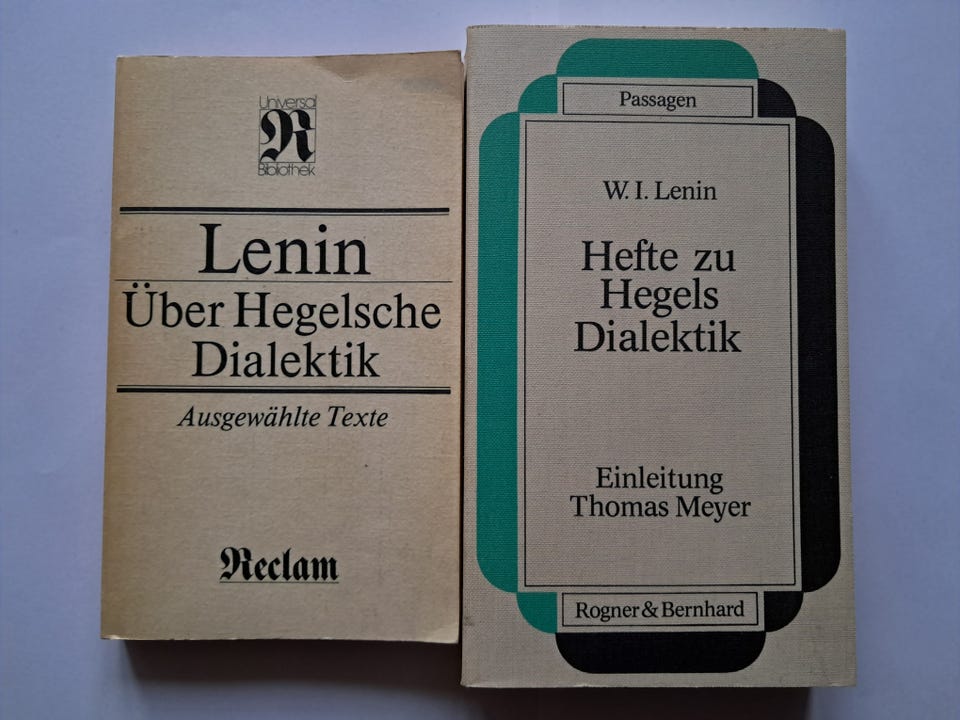 Universal
R
Bibliothek
Lenin
Über Hegelsche
Dialektik
Ausgewählte Texte
Reclam
Passagen
W. I. Lenin
Hefte zu
Hegels
Dialektik
Einleitung
Thomas Meyer
Rogner & Bernhard